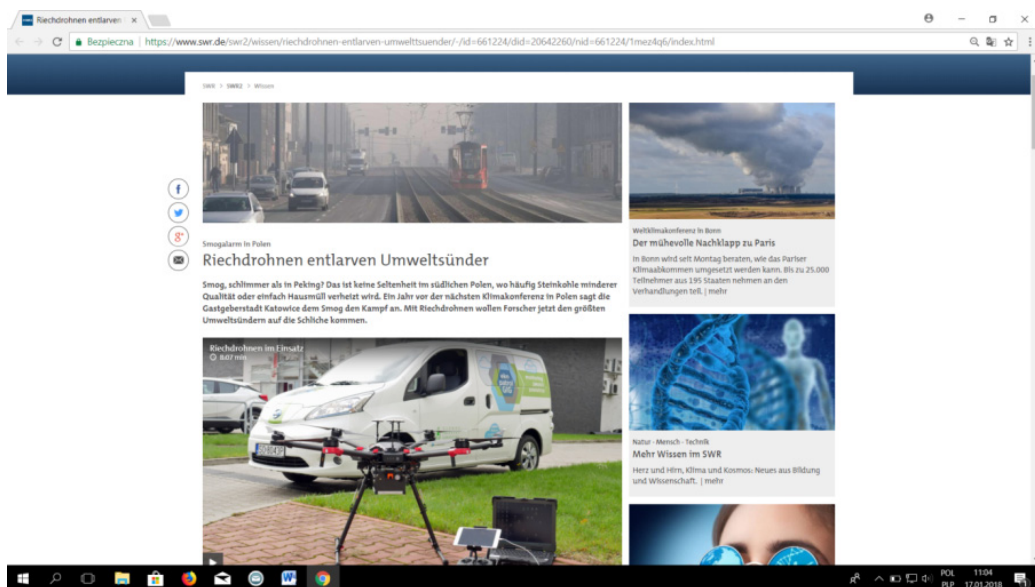 Riechdrohnen entlarven
Bezpieczna | https://www.swr.de/swr2/wissen/riechdrohnen-entlarven-umwelttsuender/-/id=661224/did=20642260/nid=661224/1mez4q6/index.html
SWR > SWR2 > Wissen
Smogalarm in Polen
Riechdrohnen entlarven Umweltsünder
Smog, schlimmer als in Peking? Das ist keine Seltenheit im südlichen Polen, wo häufig Steinkohle minderer
Qualität oder einfach Hausmüll verheizt wird. Ein Jahr vor der nächsten Klimakonferenz in Polen sagt die
Gastgeberstadt Katowice dem Smog den Kampf an. Mit Riechdrohnen wollen Forscher jetzt den größten
Umweltsündern auf die Schliche kommen.
Riechdrohnen im Einsatz
8:07 min
Weltklimakonferenz in Bonn
Der mühevolle Nachklapp zu Paris
In Bonn wird seit Montag beraten, wie das Pariser
Klimaabkommen umgesetzt werden kann. Bis zu 25.000
Teilnehmer aus 195 Staaten nehmen an den
Verhandlungen teil. | mehr
Natur - Mensch - Technik
Mehr Wissen im SWR
Herz und Hirn, Klima und Kosmos: Neues aus Bildung
und Wissenschaft. | mehr
POL 11:04
PLP 17.01.2018